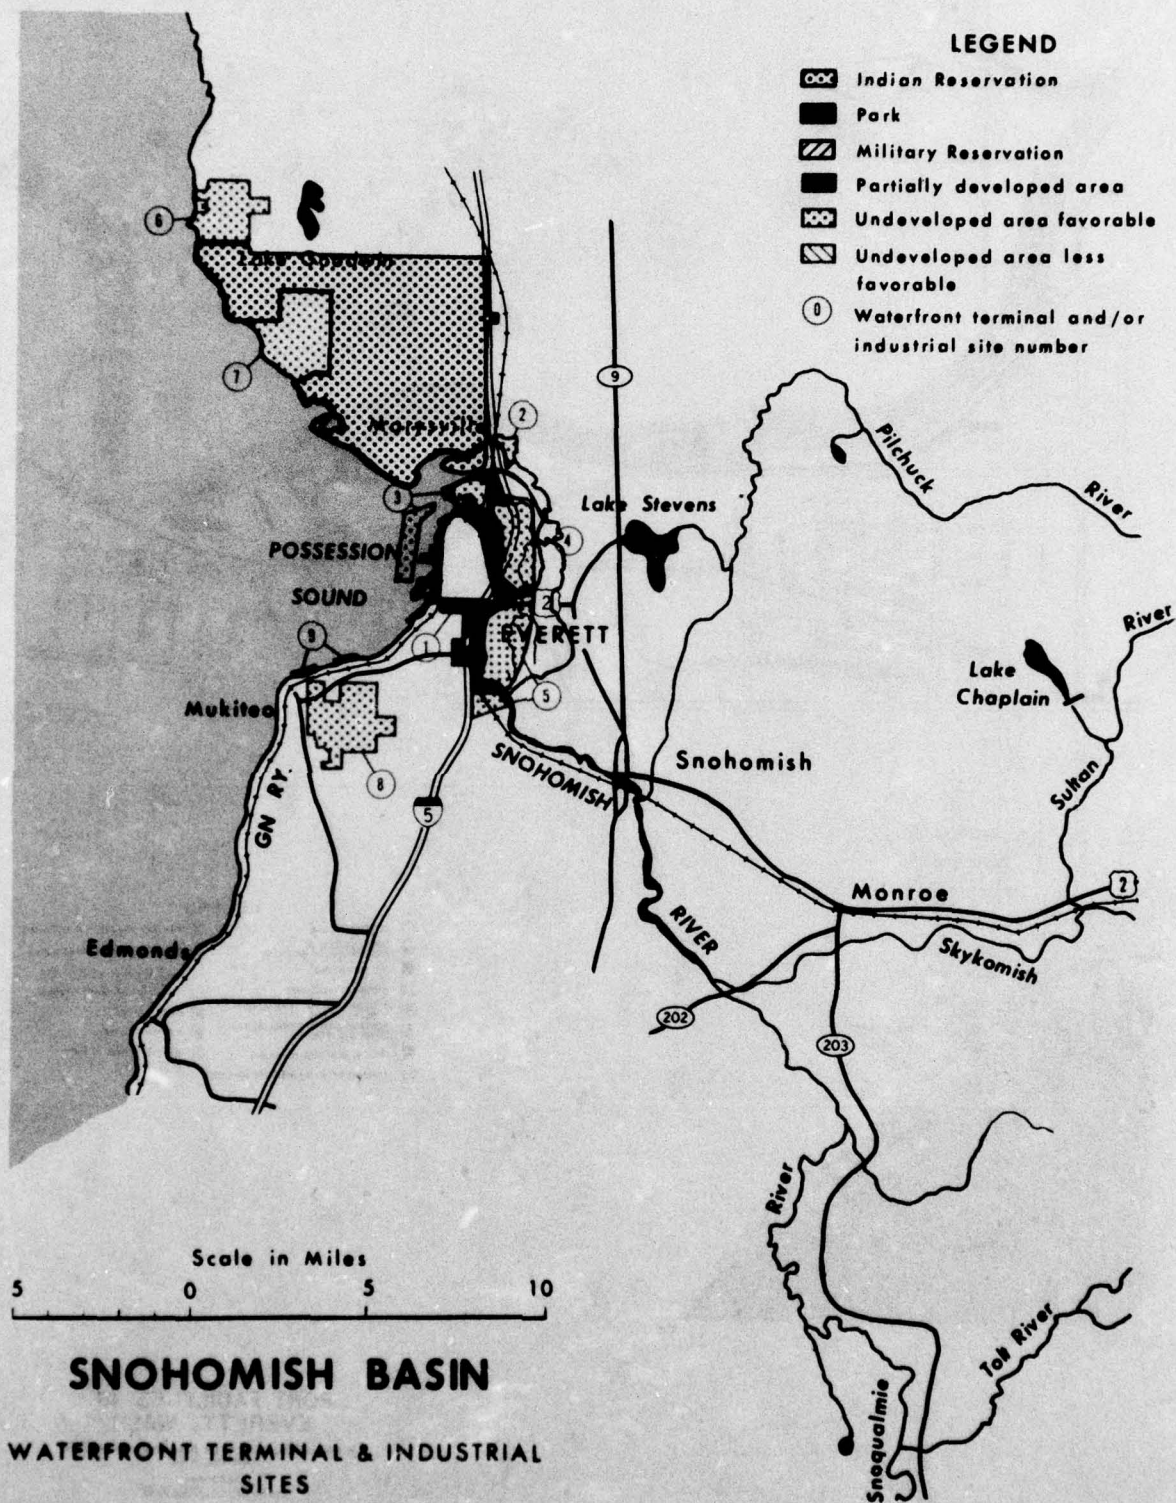 LEGEND
Indian Reservation
Park
Military Reservation
Partially developed area
Undeveloped area favorable
Undeveloped area less
favorable
0
Waterfront terminal and/or
industrial site number
6
Lake Goodwin
7
9
Marysville
2
3
Lake Stevens
4
Pilchuck
River
POSSESSION
SOUND
2
EVERETT
1
9
5
River
Lake
Chaplain
Mukilteo
8
SNOHOMISH
Snohomish
Sultan
GN RY.
5
Monroe
2
RIVER
Edmonds
Skykomish
202
203
River
Scale in Miles
5 0 5 10
Tolt River
Snoqualmie
SNOHOMISH BASIN
WATERFRONT TERMINAL & INDUSTRIAL
SITES